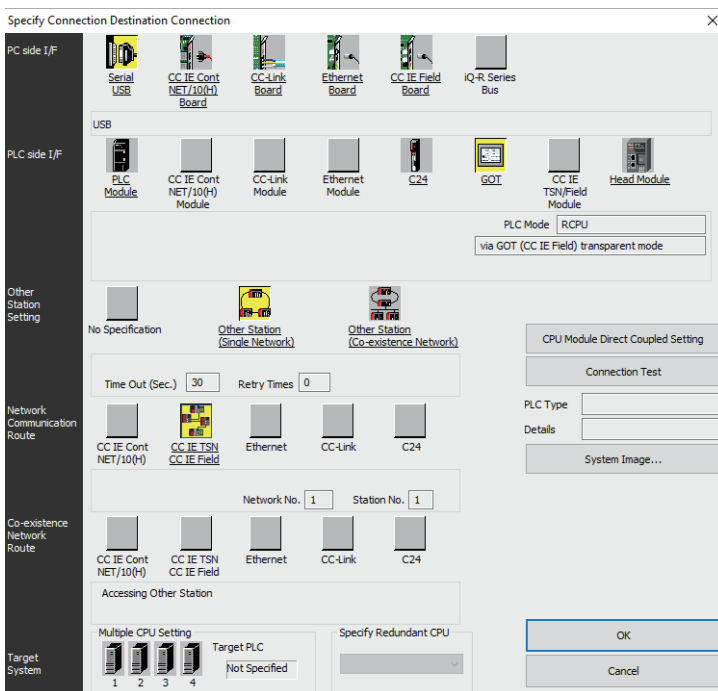 Specify Connection Destination Connection
PC side I/F
Serial
USB
CC IE Cont
NET/10(H)
Board
CC-Link
Board
Ethernet
Board
CC IE Field
Board
iQ-R Series
Bus
USB
PLC side I/F
PLC
Module
CC IE Cont
NET/10(H)
Module
CC-Link
Module
Ethernet
Module
C24
GOT
CC IE
TSN/Field
Module
Head Module
PLC Mode RCPU
via GOT (CC IE Field) transparent mode
Other
Station
Setting
No Specification
Other Station
(Single Network)
Other Station
(Co-existence Network)
CPU Module Direct Coupled Setting
Time Out (Sec.) 30 Retry Times 0
Connection Test
PLC Type
Details
System Image...
Network
Communication
Route
CC IE Cont
NET/10(H)
CC IE TSN
CC IE Field
Ethernet
CC-Link
C24
Network No. 1 Station No. 1
Co-existence
Network
Route
CC IE Cont
NET/10(H)
CC IE TSN
CC IE Field
Ethernet
CC-Link
C24
Accessing Other Station
Target
System
Multiple CPU Setting
1 2 3 4
Target PLC
Not Specified
Specify Redundant CPU
OK
Cancel